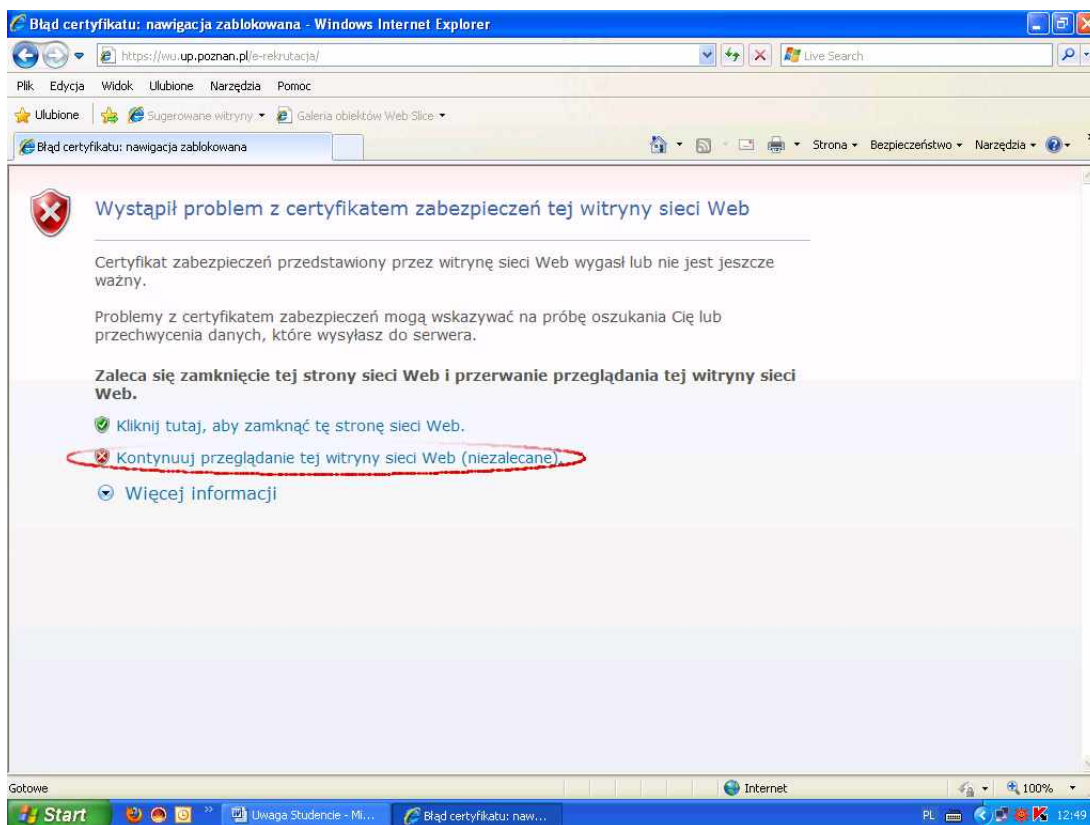 Błąd certyfikatu: nawigacja zablokowana - Windows Internet Explorer
https://wu.up.poznan.pl/e-rekrutacja/
Live Search
Plik Edycja Widok Ulubione Narzędzia Pomoc
Ulubione Sugerowane witryny Galeria obiektów Web Slice
Błąd certyfikatu: nawigacja zablokowana
Strona Bezpieczeństwo Narzędzia
Wystąpił problem z certyfikatem zabezpieczeń tej witryny sieci Web
Certyfikat zabezpieczeń przedstawiony przez witrynę sieci Web wygasł lub nie jest jeszcze
ważny.
Problemy z certyfikatem zabezpieczeń mogą wskazywać na próbę oszukania Cię lub
przechwycenia danych, które wysyłasz do serwera.
Zaleca się zamknięcie tej strony sieci Web i przerwanie przeglądania tej witryny sieci
Web.
Kliknij tutaj, aby zamknąć tę stronę sieci Web.
Kontynuuj przeglądanie tej witryny sieci Web (niezalecane).
Więcej informacji
Gotowe
Internet
100%
Start
Uwaga Studencie - Mi...
Błąd certyfikatu: naw...
PL
12:49